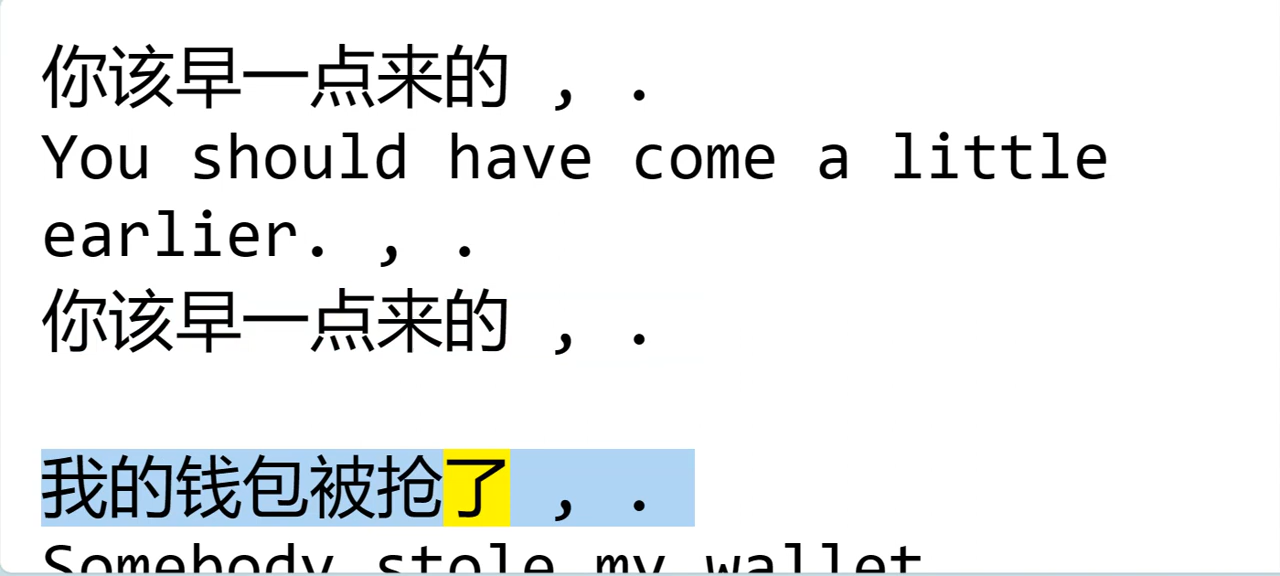 你该早一点来的 , .
You should have come a little
earlier. , .
你该早一点来的 , .
我的钱包被抢了 , .
Somebody stole my wallet